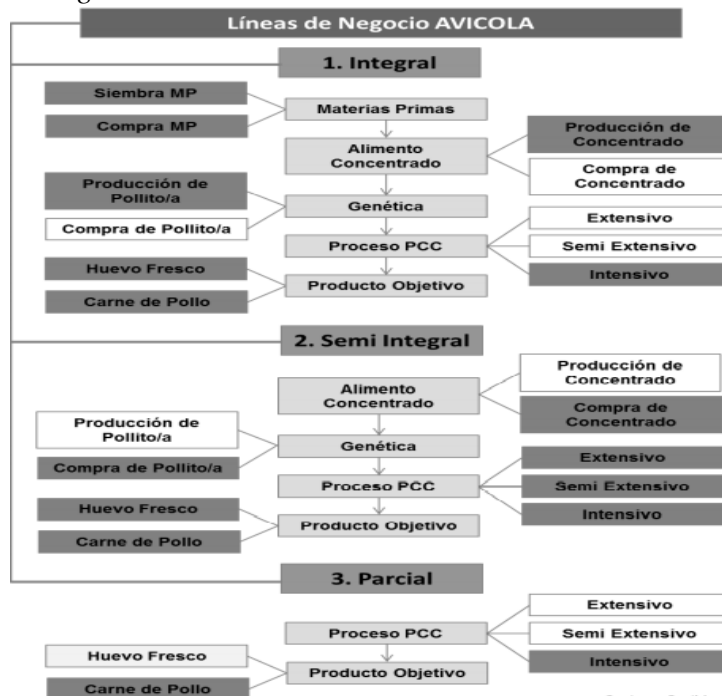 Líneas de Negocio AVICOLA
1. Integral
Siembra MP
Compra MP
Materias Primas
Alimento
Concentrado
Producción de
Concentrado
Compra de
Concentrado
Producción de
Pollito/a
Compra de Pollito/a
Genética
Proceso PCC
Extensivo
Semi Extensivo
Intensivo
Huevo Fresco
Carne de Pollo
Producto Objetivo
2. Semi Integral
Alimento
Concentrado
Producción de
Concentrado
Compra de
Concentrado
Producción de
Pollito/a
Compra de Pollito/a
Genética
Proceso PCC
Extensivo
Semi Extensivo
Intensivo
Huevo Fresco
Carne de Pollo
Producto Objetivo
3. Parcial
Proceso PCC
Extensivo
Semi Extensivo
Intensivo
Huevo Fresco
Carne de Pollo
Producto Objetivo